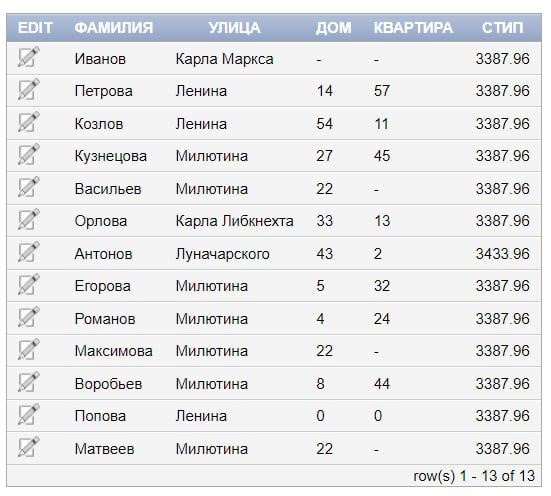 EDIT ФАМИЛИЯ УЛИЦА ДОМ КВАРТИРА СТИП
Иванов Карла Маркса - - 3387.96
Петрова Ленина 14 57 3387.96
Козлов Ленина 54 11 3387.96
Кузнецова Милютина 27 45 3387.96
Васильев Милютина 22 - 3387.96
Орлова Карла Либкнехта 33 13 3387.96
Антонов Луначарского 43 2 3433.96
Егорова Милютина 5 32 3387.96
Романов Милютина 4 24 3387.96
Максимова Милютина 22 - 3387.96
Воробьев Милютина 8 44 3387.96
Попова Ленина 0 0 3387.96
Матвеев Милютина 22 - 3387.96
row(s) 1 - 13 of 13